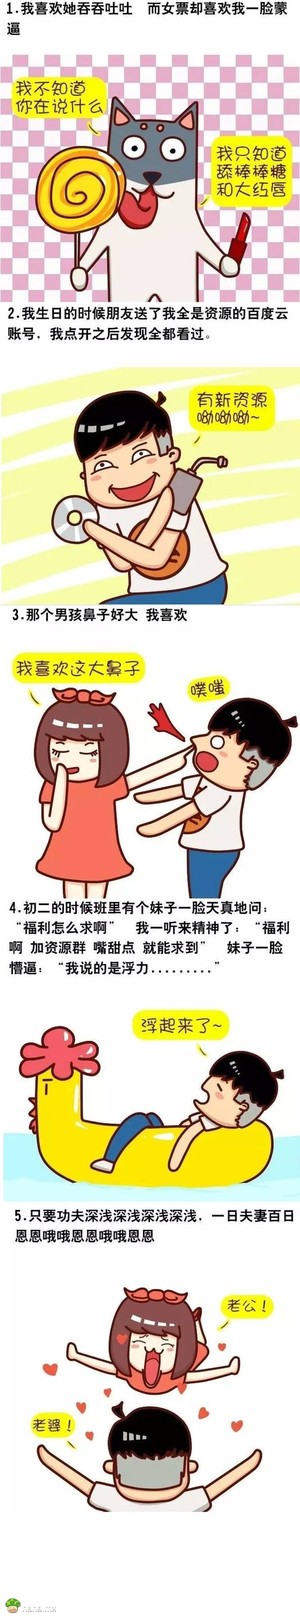 1.我喜欢她吞吞吐吐　而女票却喜欢我一脸蒙
逼
我不知道
你在说什么
我只知道
舔棒棒糖
和大红唇
2.我生日的时候朋友送了我全是资源的百度云
账号，我点开之后发现全都看过。
有新资源
呦呦呦~
3.那个男孩鼻子好大 我喜欢
我喜欢这大鼻子
噗嗤
4.初二的时候班里有个妹子一脸天真地问：
“福利怎么求啊” 我一听来精神了：“福利
啊 加资源群 嘴甜点 就能求到” 妹子一脸
懵逼：“我说的是浮力.........”
浮起来了~
5.只要功夫深浅深浅深浅深浅，一日夫妻百日
恩恩哦哦恩恩哦哦恩恩
老公！
老婆！